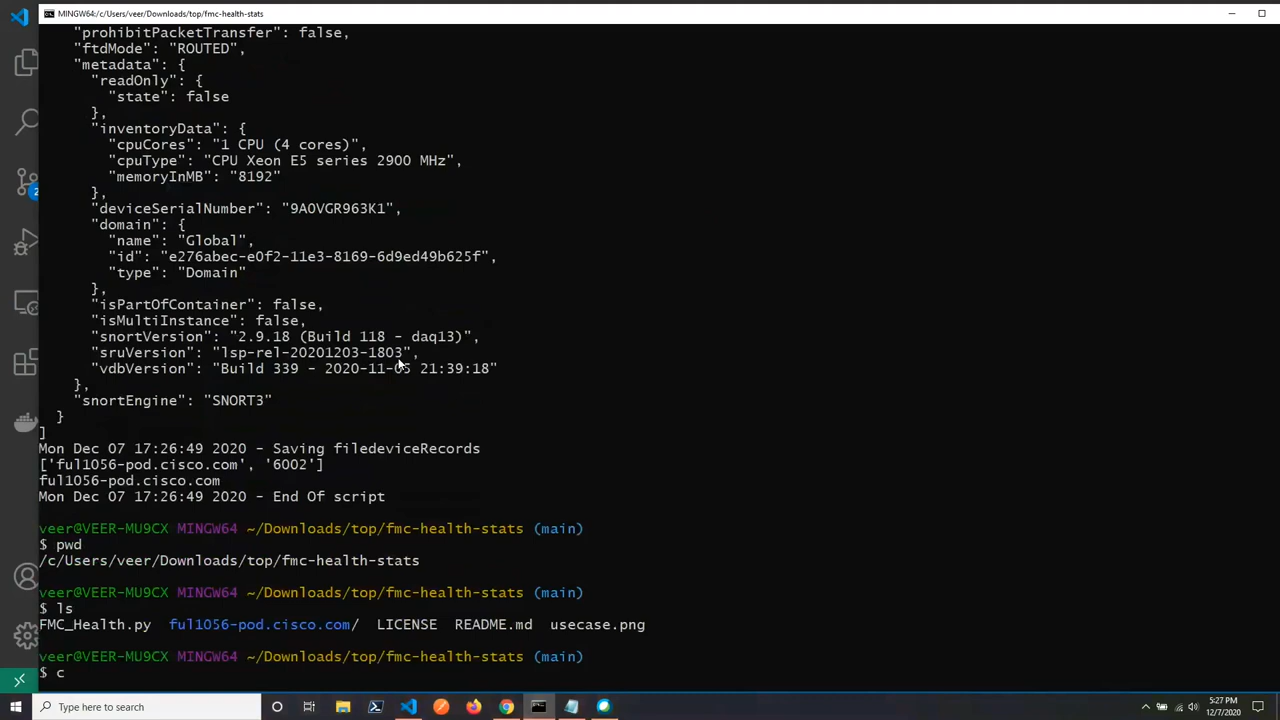 MINGW64:/c/Users/veer/Downloads/top/fmc-health-stats
"prohibitPacketTransfer": false,
"ftdMode": "ROUTED",
"metadata": {
"readOnly": {
"state": false
},
"inventoryData": {
"cpuCores": "1 CPU (4 cores)",
"cpuType": "CPU Xeon E5 series 2900 MHz",
"memoryInMB": "8192"
},
"deviceSerialNumber": "9A0VGR963K1",
"domain": {
"name": "Global",
"id": "e276abec-e0f2-11e3-8169-6d9ed49b625f",
"type": "Domain"
},
"isPartOfContainer": false,
"isMultiInstance": false,
"snortVersion": "2.9.18 (Build 118 - daq13)",
"sruVersion": "lsp-rel-20201203-1803",
"vdbVersion": "Build 339 - 2020-11-05 21:39:18"
},
"snortEngine": "SNORT3"
}
]
Mon Dec 07 17:26:49 2020 - Saving filedeviceRecords
['ful1056-pod.cisco.com', '6002']
ful1056-pod.cisco.com
Mon Dec 07 17:26:49 2020 - End Of script
veer@VEER-MU9CX MINGW64 ~/Downloads/top/fmc-health-stats (main)
$ pwd
/c/Users/veer/Downloads/top/fmc-health-stats
veer@VEER-MU9CX MINGW64 ~/Downloads/top/fmc-health-stats (main)
$ ls
FMC_Health.py ful1056-pod.cisco.com/ LICENSE README.md usecase.png
veer@VEER-MU9CX MINGW64 ~/Downloads/top/fmc-health-stats (main)
$ c
Type here to search
5:27 PM
12/7/2020